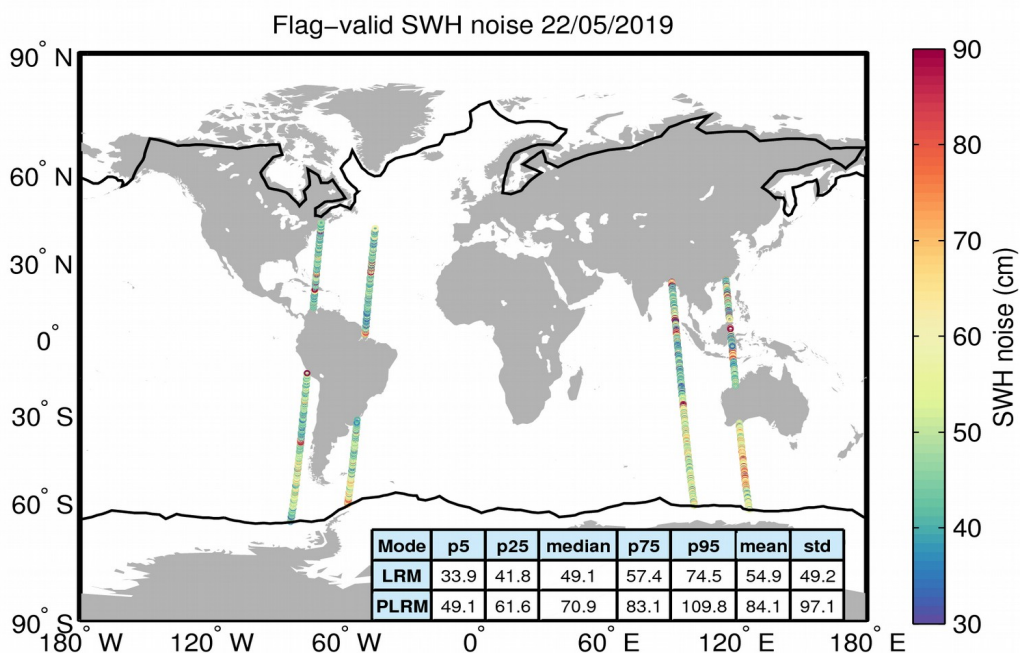 Flag−valid SWH noise 22/05/2019
90° N
60° N
30° N
0°
30° S
60° S
90° S
180° W
120° W
60° W
0°
60° E
120° E
180° E
90
80
70
60
50
40
30
SWH noise (cm)
Mode p5 p25 median p75 p95 mean std
LRM 33.9 41.8 49.1 57.4 74.5 54.9 49.2
PLRM 49.1 61.6 70.9 83.1 109.8 84.1 97.1